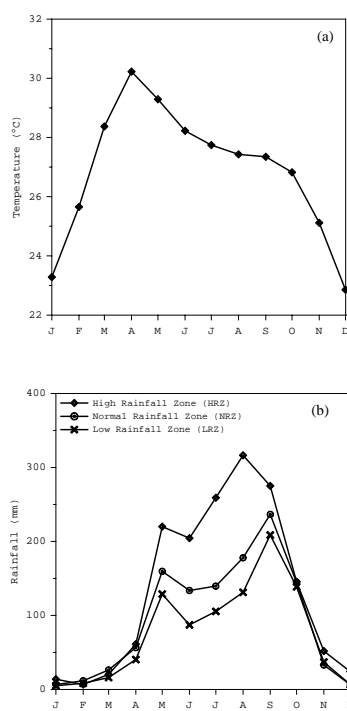 (a)
32
30
28
26
24
22
Temperature (°C)
J F M A M J J A S O N D
(b)
400
300
200
100
0
Rainfall (mm)
High Rainfall Zone (HRZ)
Normal Rainfall Zone (NRZ)
Low Rainfall Zone (LRZ)
J F M A M J J A S O N